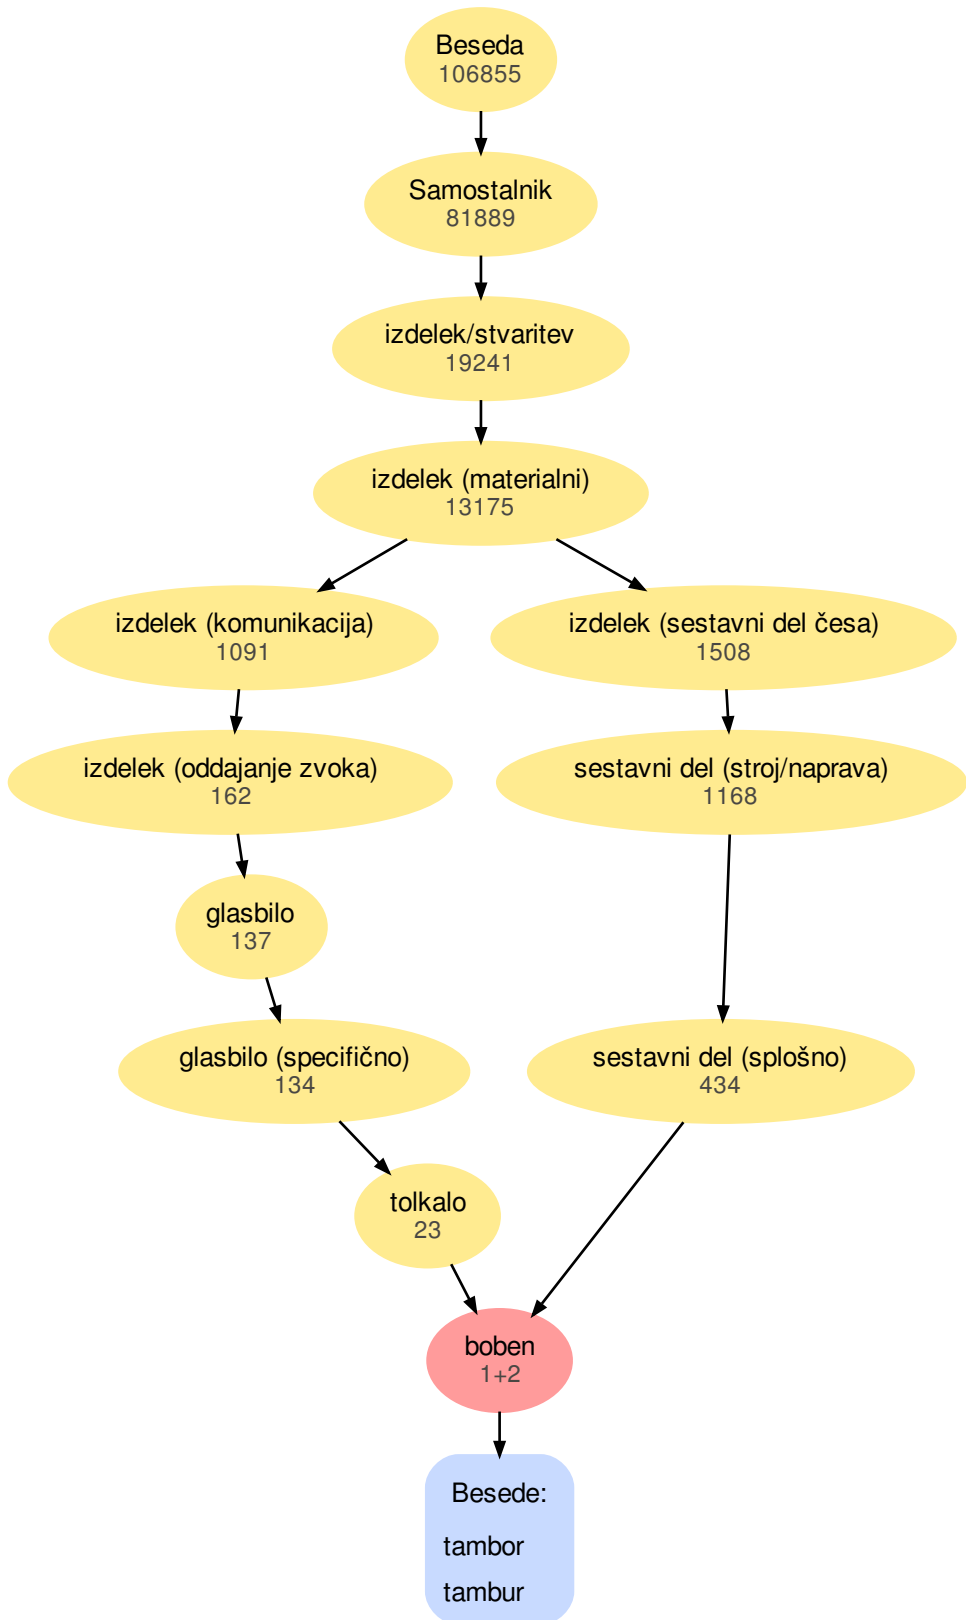 Beseda
106855
Samostalnik
81889
izdelek/stvaritev
19241
izdelek (materialni)
13175
izdelek (komunikacija)
1091
izdelek (sestavni del česa)
1508
izdelek (oddajanje zvoka)
162
sestavni del (stroj/naprava)
1168
glasbilo
137
glasbilo (specifično)
134
sestavni del (splošno)
434
tolkalo
23
boben
1+2
Besede:
tambor
tambur